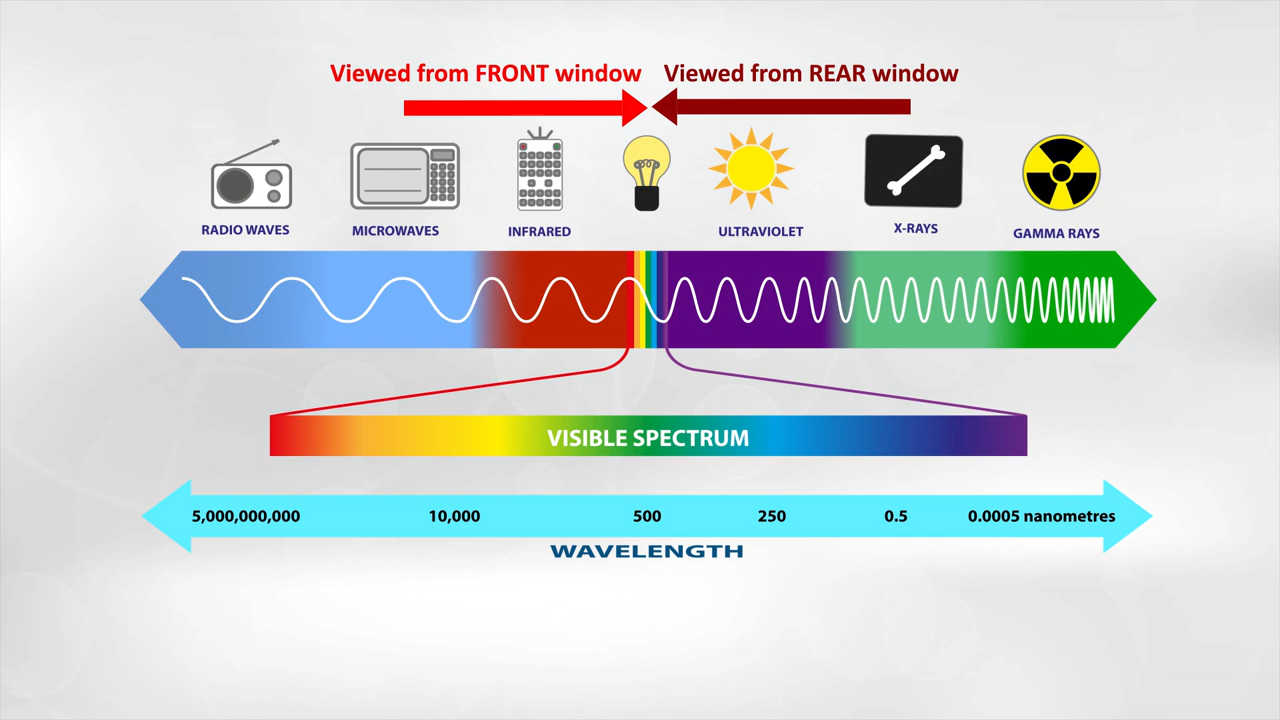 Viewed from FRONT window
Viewed from REAR window
RADIO WAVES
MICROWAVES
INFRARED
ULTRAVIOLET
X-RAYS
GAMMA RAYS
VISIBLE SPECTRUM
5,000,000,000 10,000 500 250 0.5 0.0005 nanometres
WAVELENGTH